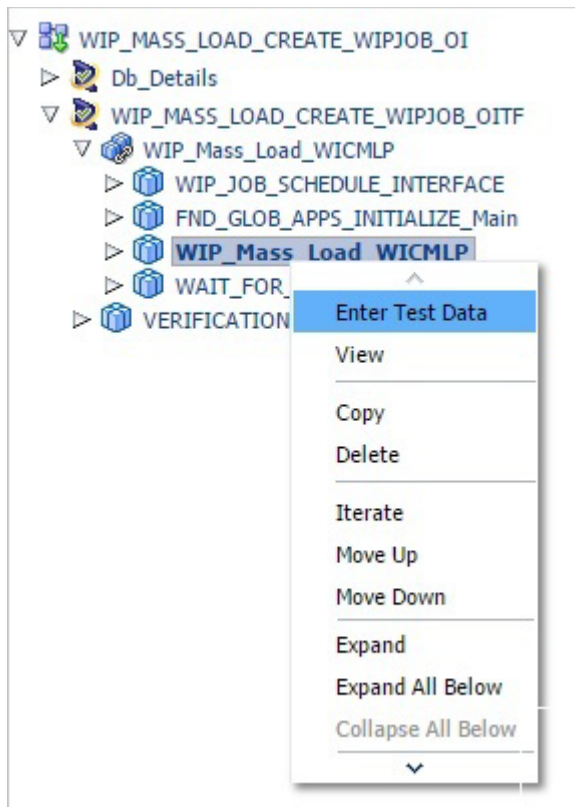 WIP_MASS_LOAD_CREATE_WIPJOB_OI
Db_Details
WIP_MASS_LOAD_CREATE_WIPJOB_OITF
WIP_Mass_Load_WICMLP
WIP_JOB_SCHEDULE_INTERFACE
FND_GLOB_APPS_INITIALIZE_Main
WIP_Mass_Load_WICMLP
WAIT_FOR_
VERIFICATION
Enter Test Data
View
Copy
Delete
Iterate
Move Up
Move Down
Expand
Expand All Below
Collapse All Below